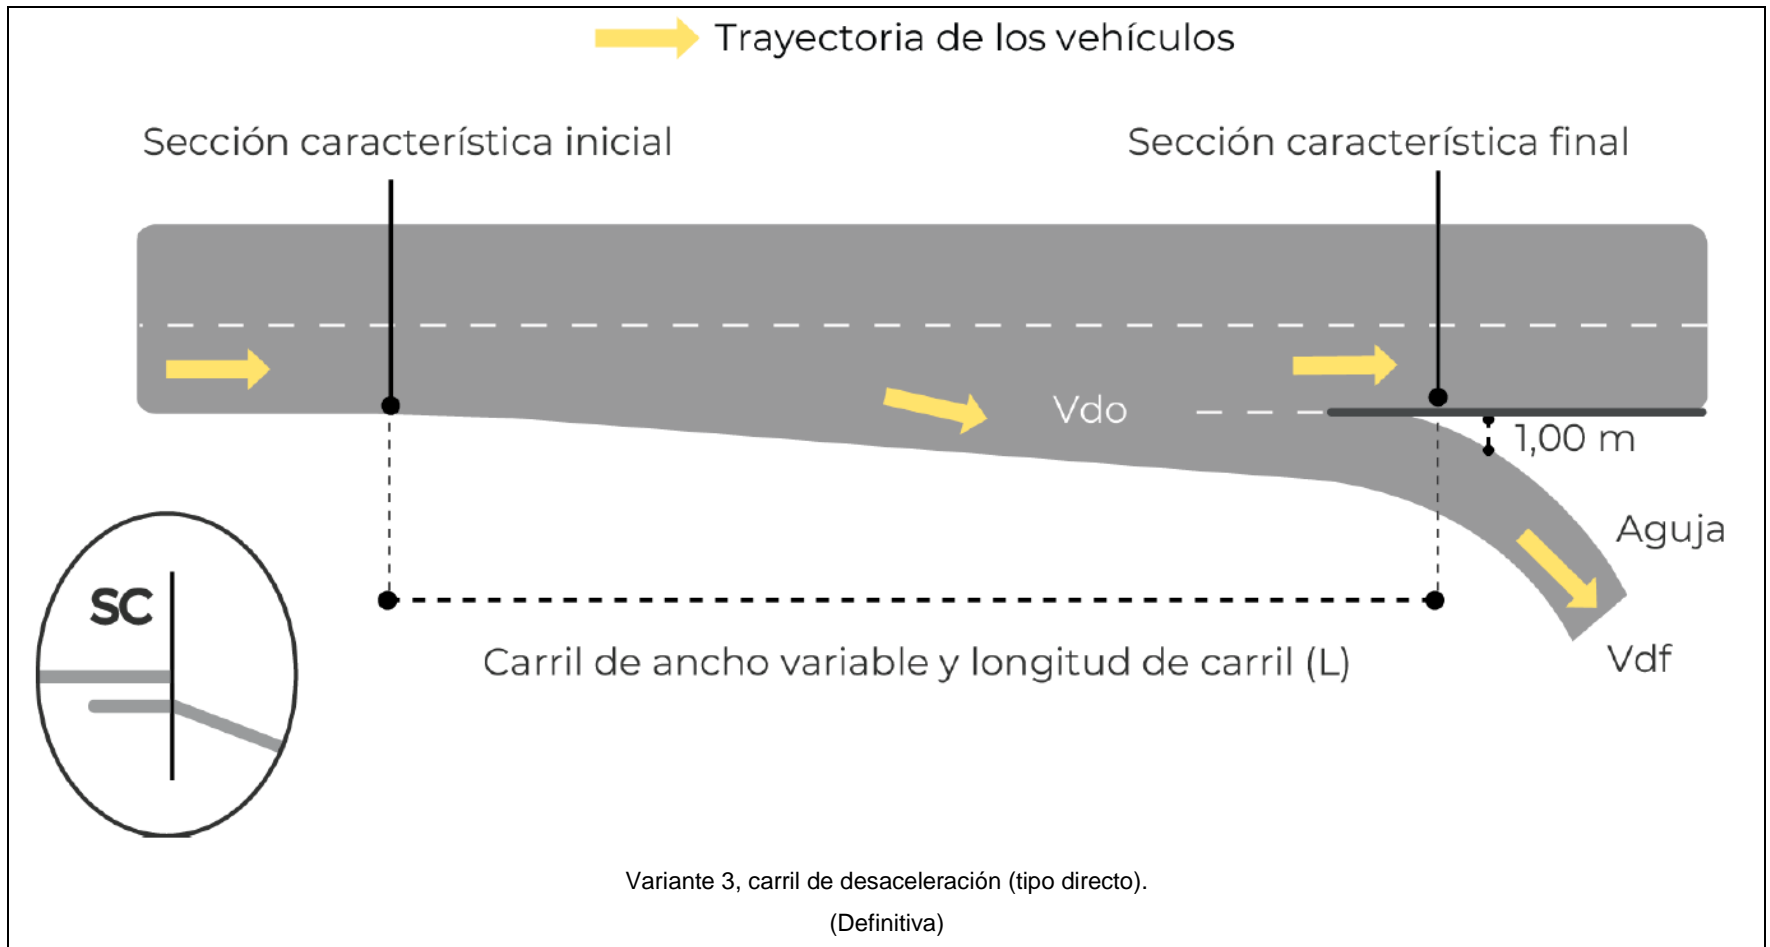 Trayectoria de los vehículos
Sección característica inicial
Sección característica final
Vdo
1,00 m
Aguja
SC
Carril de ancho variable y longitud de carril (L)
Vdf
Variante 3, carril de desaceleración (tipo directo).
(Definitiva)